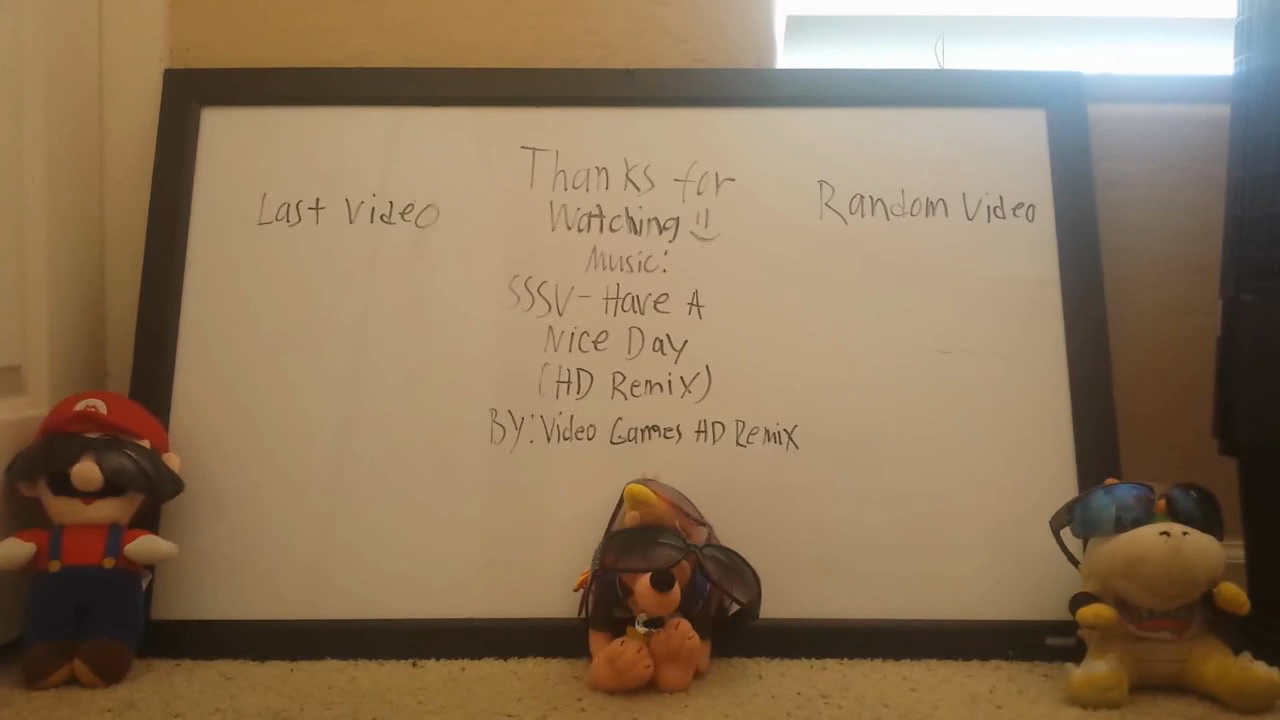 Last Video
Thanks for
Watching
Random Video
Music:
SSSV- Have A
Nice Day
(HD Remix)
BY: Video Games HD Remix